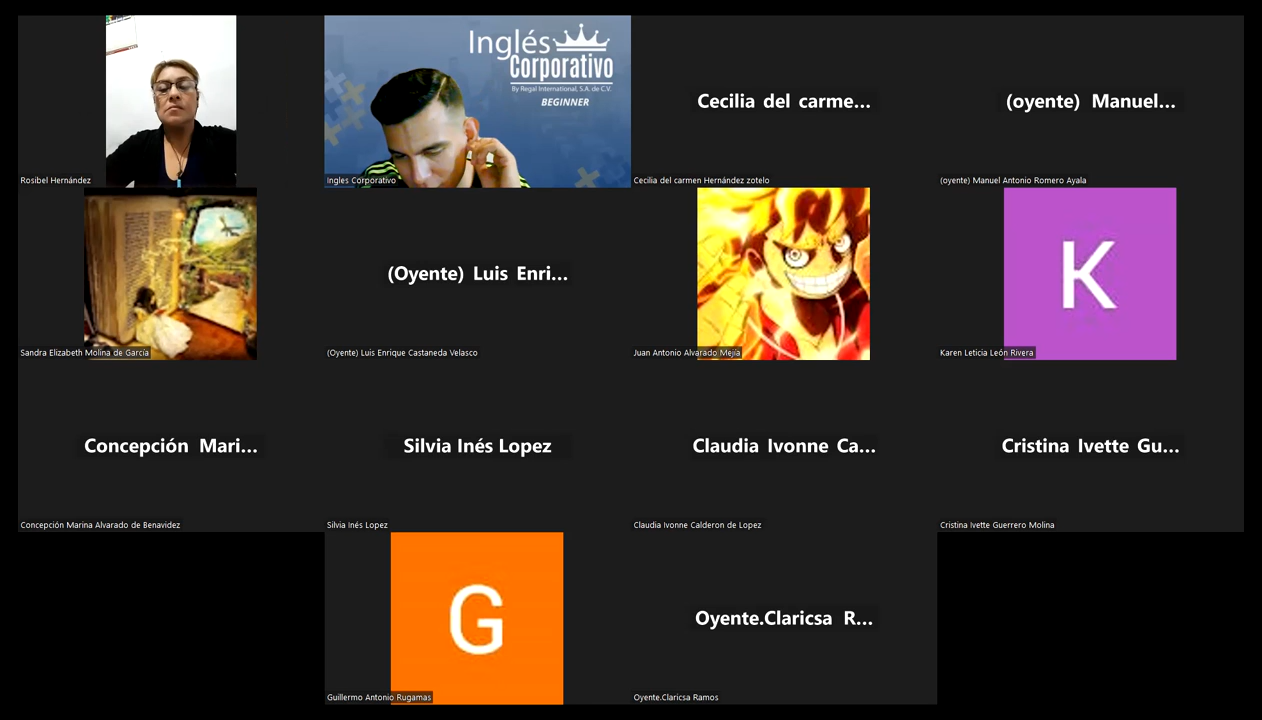 Inglés
Corporativo
By Regal International, S.A. de C.V.
BEGINNER
Cecilia del carme...
(oyente) Manuel...
Rosibel Hernández
Ingles Corporativo
Cecilia del carmen Hernández zotelo
(oyente) Manuel Antonio Romero Ayala
(Oyente) Luis Enri...
K
Sandra Elizabeth Molina de García
(Oyente) Luis Enrique Castaneda Velasco
Juan Antonio Alvarado Mejía
Karen Leticia León Rivera
Concepción Mari...
Silvia Inés Lopez
Claudia Ivonne Ca...
Cristina Ivette Gu...
Concepción Marina Alvarado de Benavidez
Silvia Inés Lopez
Claudia Ivonne Calderon de Lopez
Cristina Ivette Guerrero Molina
G
Oyente.Claricsa R...
Guillermo Antonio Rugamas
Oyente.Claricsa Ramos